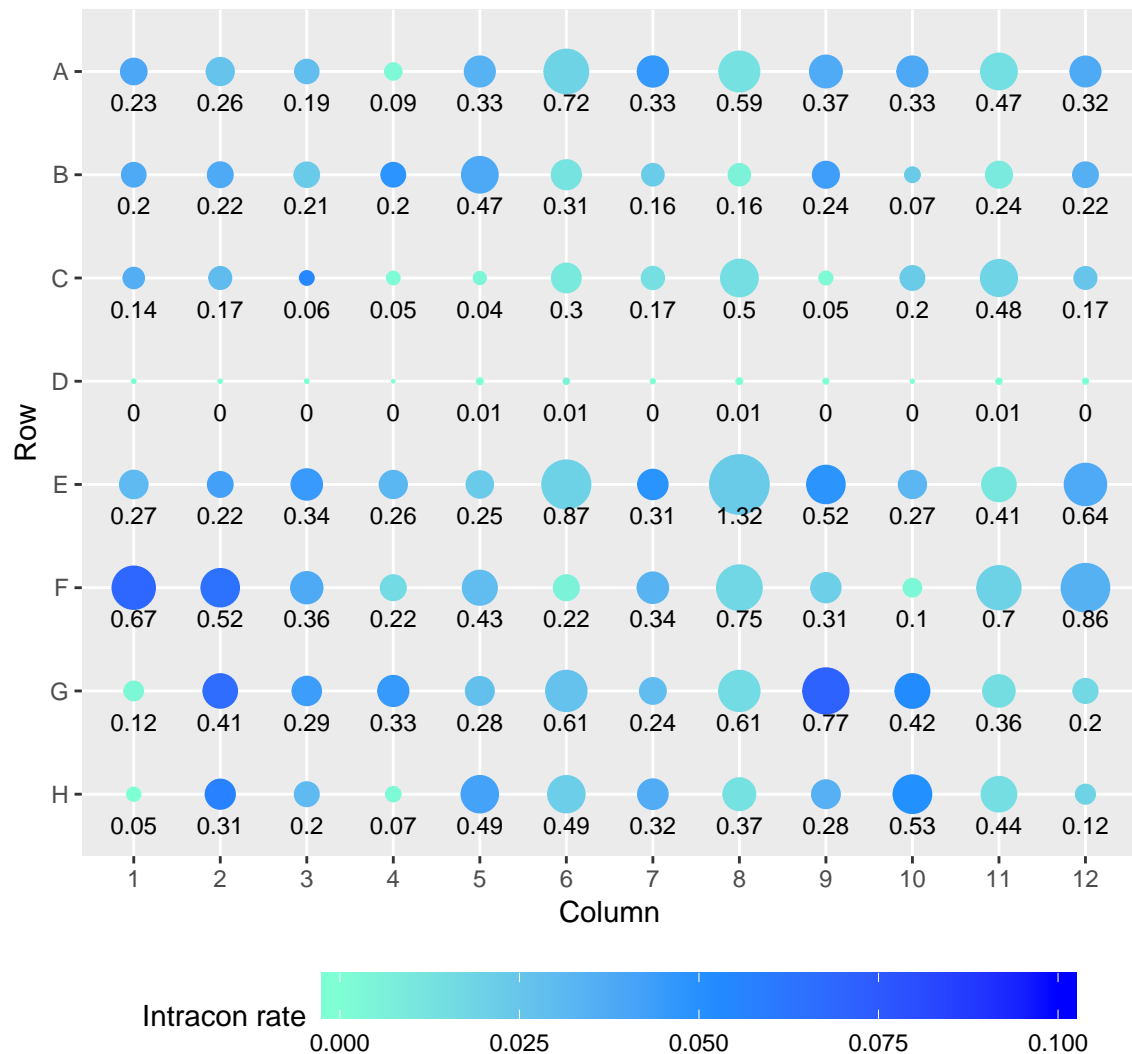 A
0.23 0.26 0.19 0.09 0.33 0.72 0.33 0.59 0.37 0.33 0.47 0.32
B
0.2 0.22 0.21 0.2 0.47 0.31 0.16 0.16 0.24 0.07 0.24 0.22
C
0.14 0.17 0.06 0.05 0.04 0.3 0.17 0.5 0.05 0.2 0.48 0.17
D
0 0 0 0 0.01 0.01 0 0.01 0 0 0.01 0
Row
E
0.27 0.22 0.34 0.26 0.25 0.87 0.31 1.32 0.52 0.27 0.41 0.64
F
0.67 0.52 0.36 0.22 0.43 0.22 0.34 0.75 0.31 0.1 0.7 0.86
G
0.12 0.41 0.29 0.33 0.28 0.61 0.24 0.61 0.77 0.42 0.36 0.2
H
0.05 0.31 0.2 0.07 0.49 0.49 0.32 0.37 0.28 0.53 0.44 0.12
1 2 3 4 5 6 7 8 9 10 11 12
Column
Intracon rate
0.000 0.025 0.050 0.075 0.100